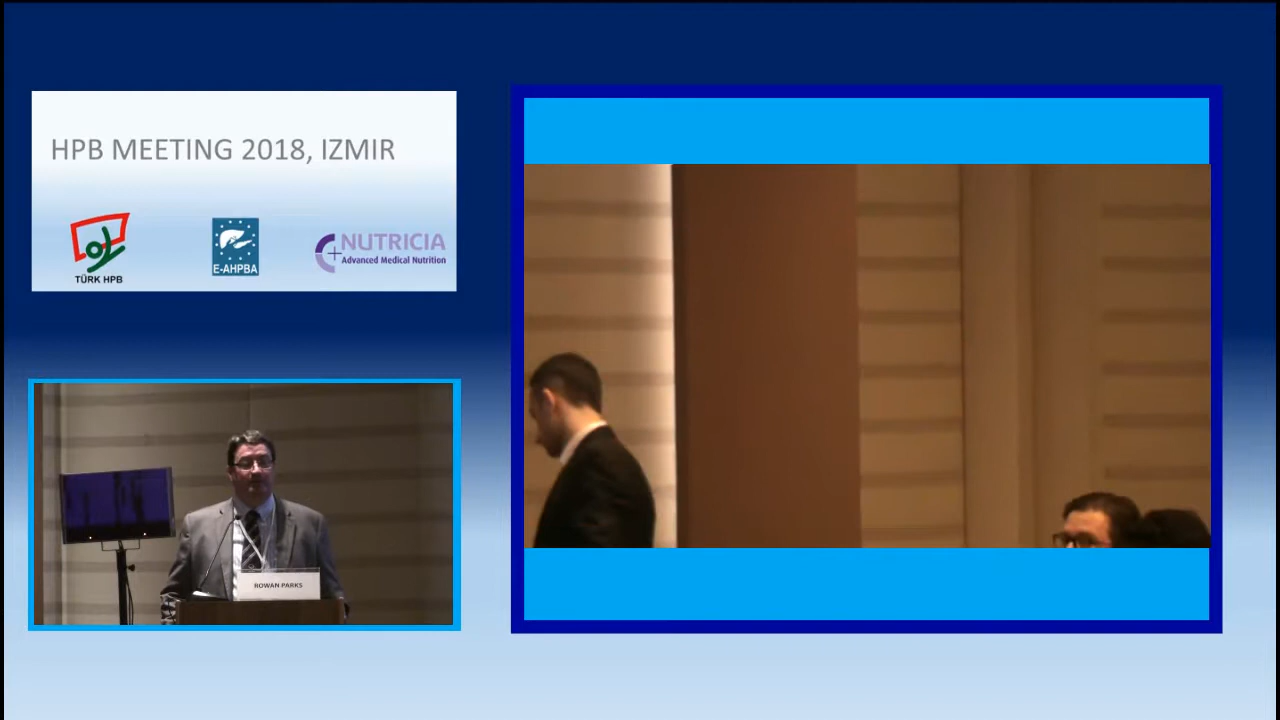 HPB MEETING 2018, IZMIR
TÜRK HPB
E-AHPBA
NUTRICIA
Advanced Medical Nutrition
ROWAN PARKS